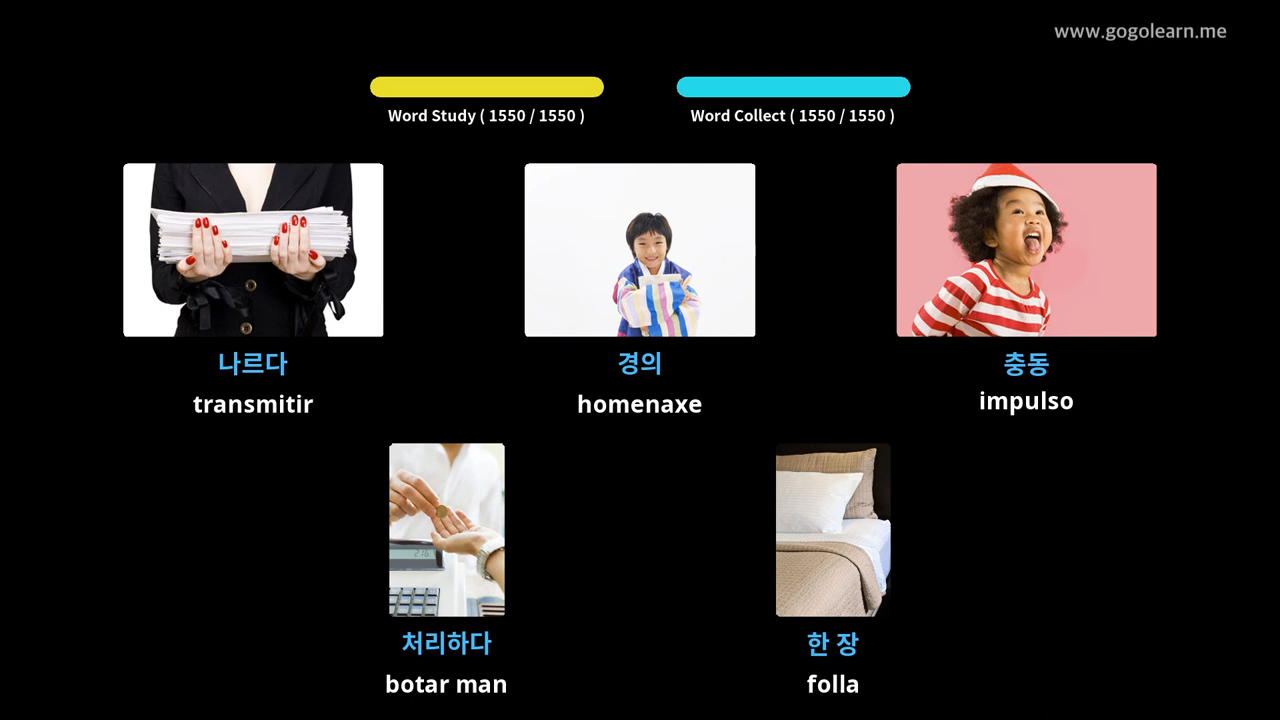 www.gogolearn.me
Word Study ( 1550 / 1550 )
Word Collect ( 1550 / 1550 )
나르다
transmitir
경의
homenaxe
충동
impulso
처리하다
botar man
한 장
folla